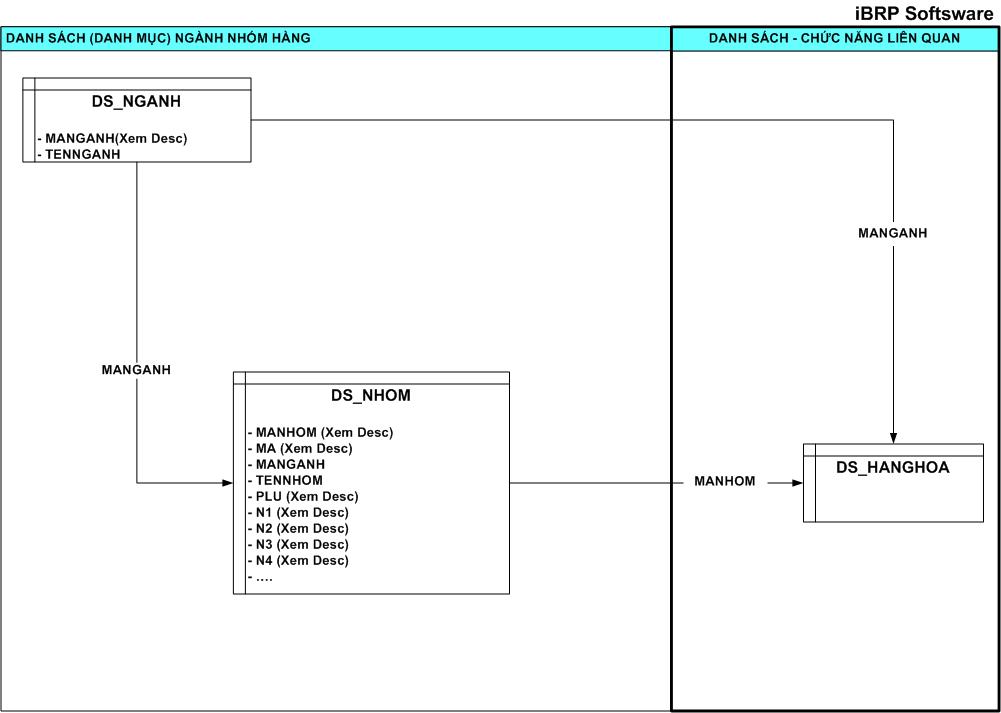 iBRP Softsware
DANH SÁCH (DANH MỤC) NGÀNH NHÓM HÀNG
DANH SÁCH - CHỨC NĂNG LIÊN QUAN
DS_NGANH
- MANGANH(Xem Desc)
- TENNGANH
MANGANH
MANGANH
DS_NHOM
- MANHOM (Xem Desc)
- MA (Xem Desc)
- MANGANH
- TENNHOM
- PLU (Xem Desc)
- N1 (Xem Desc)
- N2 (Xem Desc)
- N3 (Xem Desc)
- N4 (Xem Desc)
- ....
MANHOM
DS_HANGHOA